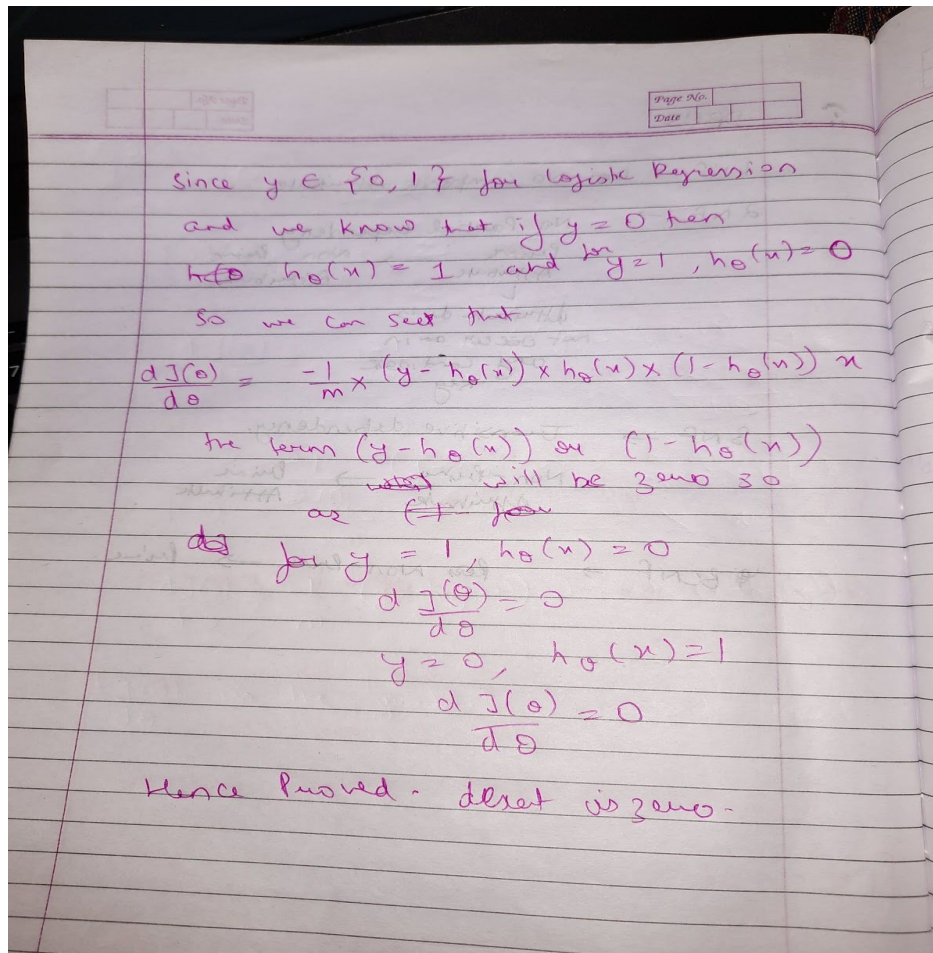 Page No.
Date
Since y ∈ {0, 1} for Logistic Regression
and we know that if y = 0 then
hθ(x) = 1 and for y = 1, hθ(x) = 0
So we can see that
dJ(θ)/dθ = -1/m × (y - hθ(x)) × hθ(x) × (1 - hθ(x)) x
the term (y - hθ(x)) or (1 - hθ(x))
will be zero so
as
for y = 1, hθ(x) = 0
dJ(θ)/dθ = 0
y = 0, hθ(x) = 1
dJ(θ)/dθ = 0
Hence Proved. is zero.